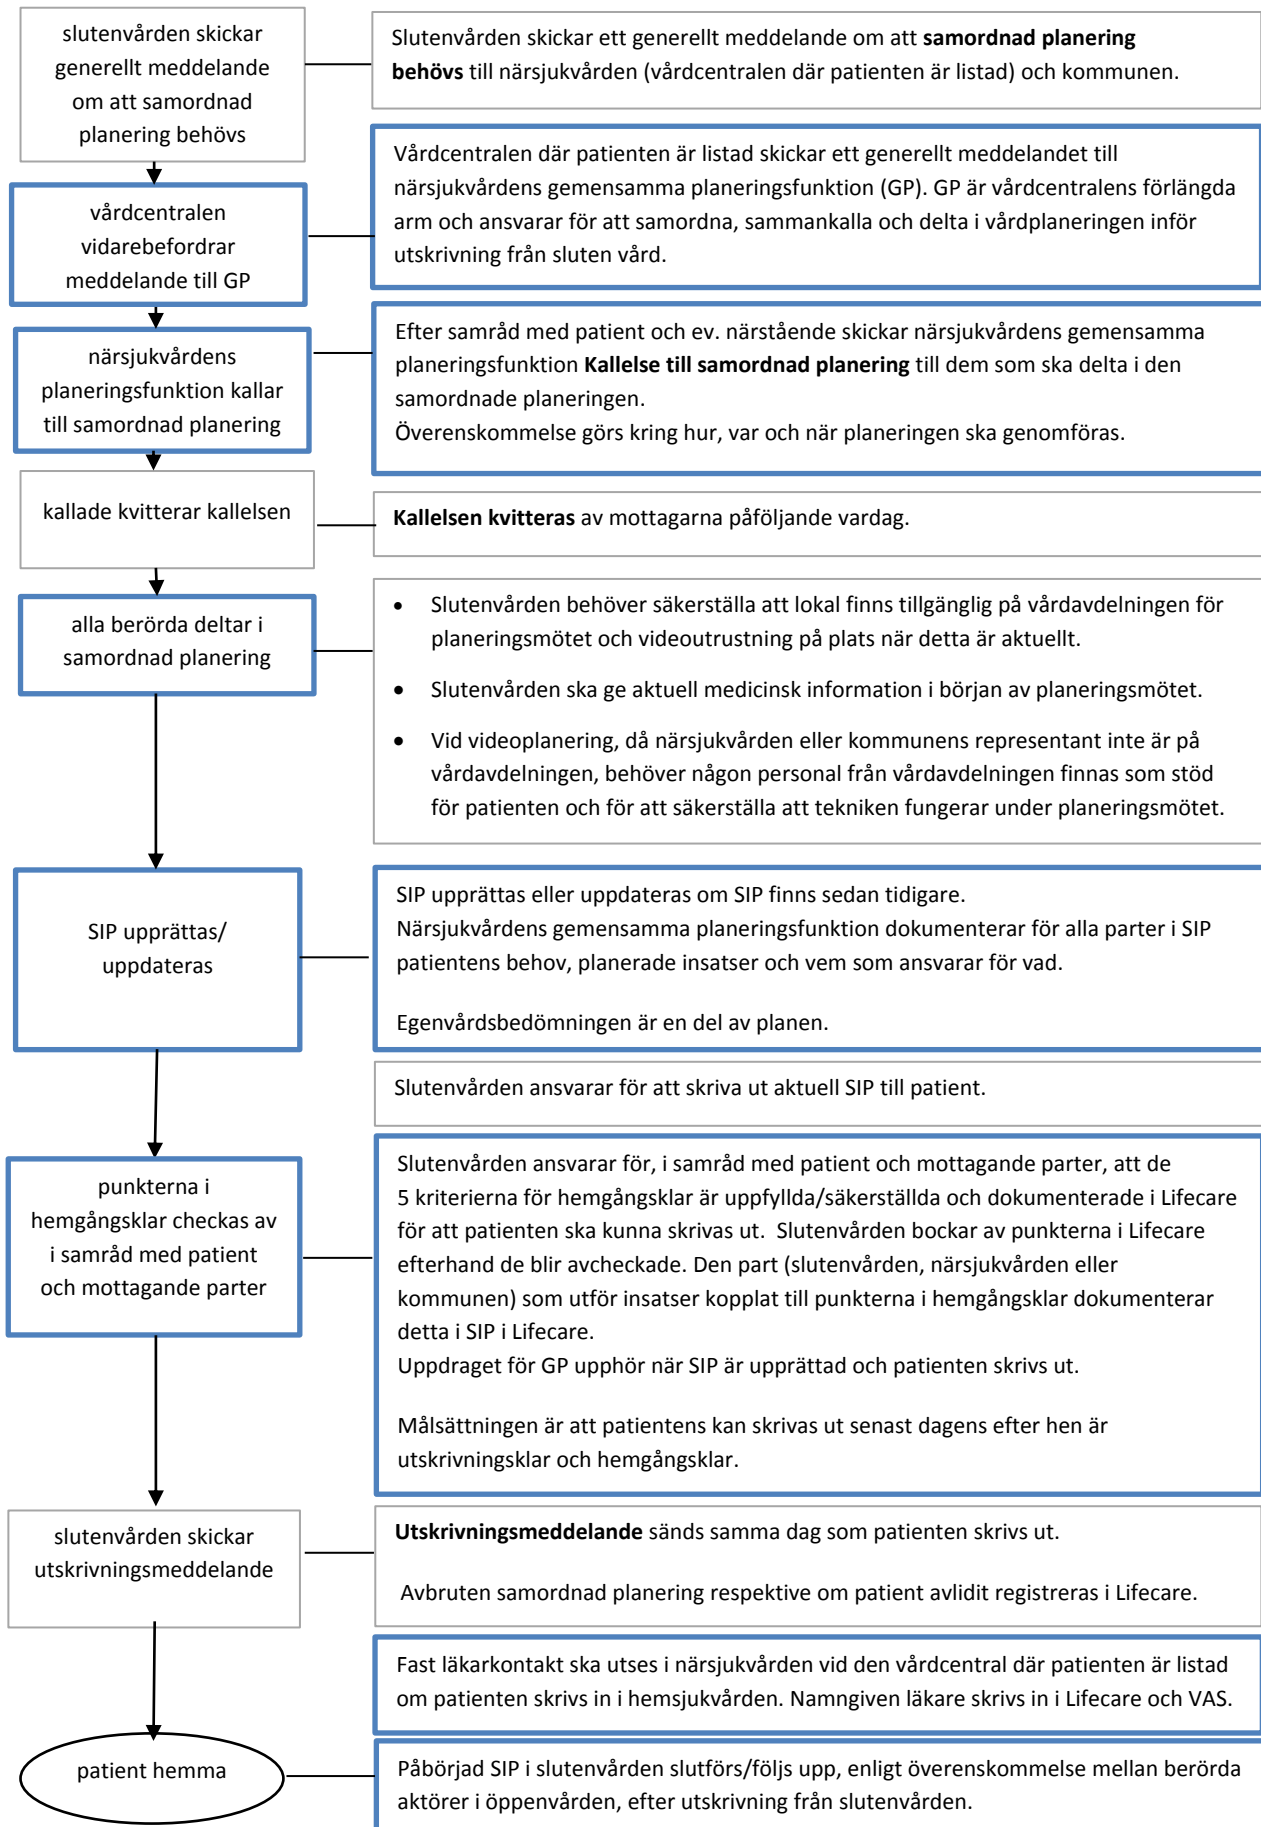 slutenvården skickar
generellt meddelande
om att samordnad
planering behövs
Slutenvården skickar ett generellt meddelande om att samordnad planering
behövs till närsjukvården (vårdcentralen där patienten är listad) och kommunen.
vårdcentralen
vidarebefordrar
meddelande till GP
Vårdcentralen där patienten är listad skickar ett generellt meddelandet till
närsjukvårdens gemensamma planeringsfunktion (GP). GP är vårdcentralens förlängda
arm och ansvarar för att samordna, sammankalla och delta i vårdplaneringen inför
utskrivning från sluten vård.
närsjukvårdens
planeringsfunktion kallar
till samordnad planering
Efter samråd med patient och ev. närstående skickar närsjukvårdens gemensamma
planeringsfunktion Kallelse till samordnad planering till dem som ska delta i den
samordnade planeringen.
Överenskommelse görs kring hur, var och när planeringen ska genomföras.
kallade kvitterar kallelsen
Kallelsen kvitteras av mottagarna påföljande vardag.
alla berörda deltar i
samordnad planering
• Slutenvården behöver säkerställa att lokal finns tillgänglig på vårdavdelningen för
planeringsmötet och videoutrustning på plats när detta är aktuellt.
• Slutenvården ska ge aktuell medicinsk information i början av planeringsmötet.
• Vid videoplanering, då närsjukvården eller kommunens representant inte är på
vårdavdelningen, behöver någon personal från vårdavdelningen finnas som stöd
för patienten och för att säkerställa att tekniken fungerar under planeringsmötet.
SIP upprättas/
uppdateras
SIP upprättas eller uppdateras om SIP finns sedan tidigare.
Närsjukvårdens gemensamma planeringsfunktion dokumenterar för alla parter i SIP
patientens behov, planerade insatser och vem som ansvarar för vad.
Egenvårdsbedömningen är en del av planen.
Slutenvården ansvarar för att skriva ut aktuell SIP till patient.
punkterna i
hemgångsklar checkas av
i samråd med patient
och mottagande parter
Slutenvården ansvarar för, i samråd med patient och mottagande parter, att de
5 kriterierna för hemgångsklar är uppfyllda/säkerställda och dokumenterade i Lifecare
för att patienten ska kunna skrivas ut. Slutenvården bockar av punkterna i Lifecare
efterhand de blir avcheckade. Den part (slutenvården, närsjukvården eller
kommunen) som utför insatser kopplat till punkterna i hemgångsklar dokumenterar
detta i SIP i Lifecare.
Uppdraget för GP upphör när SIP är upprättad och patienten skrivs ut.
Målsättningen är att patientens kan skrivas ut senast dagens efter hen är
utskrivningsklar och hemgångsklar.
slutenvården skickar
utskrivningsmeddelande
Utskrivningsmeddelande sänds samma dag som patienten skrivs ut.
Avbruten samordnad planering respektive om patient avlidit registreras i Lifecare.
Fast läkarkontakt ska utses i närsjukvården vid den vårdcentral där patienten är listad
om patienten skrivs in i hemsjukvården. Namngiven läkare skrivs in i Lifecare och VAS.
patient hemma
Påbörjad SIP i slutenvården slutförs/följs upp, enligt överenskommelse mellan berörda
aktörer i öppenvården, efter utskrivning från slutenvården.